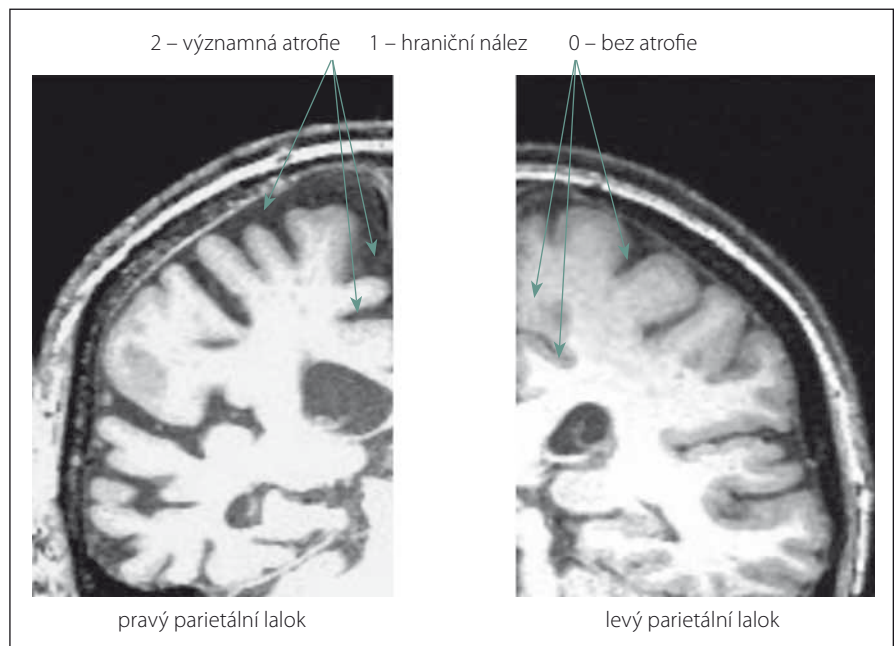 2 – významná atrofie 1 – hraniční nález 0 – bez atrofie
pravý parietální lalok levý parietální lalok